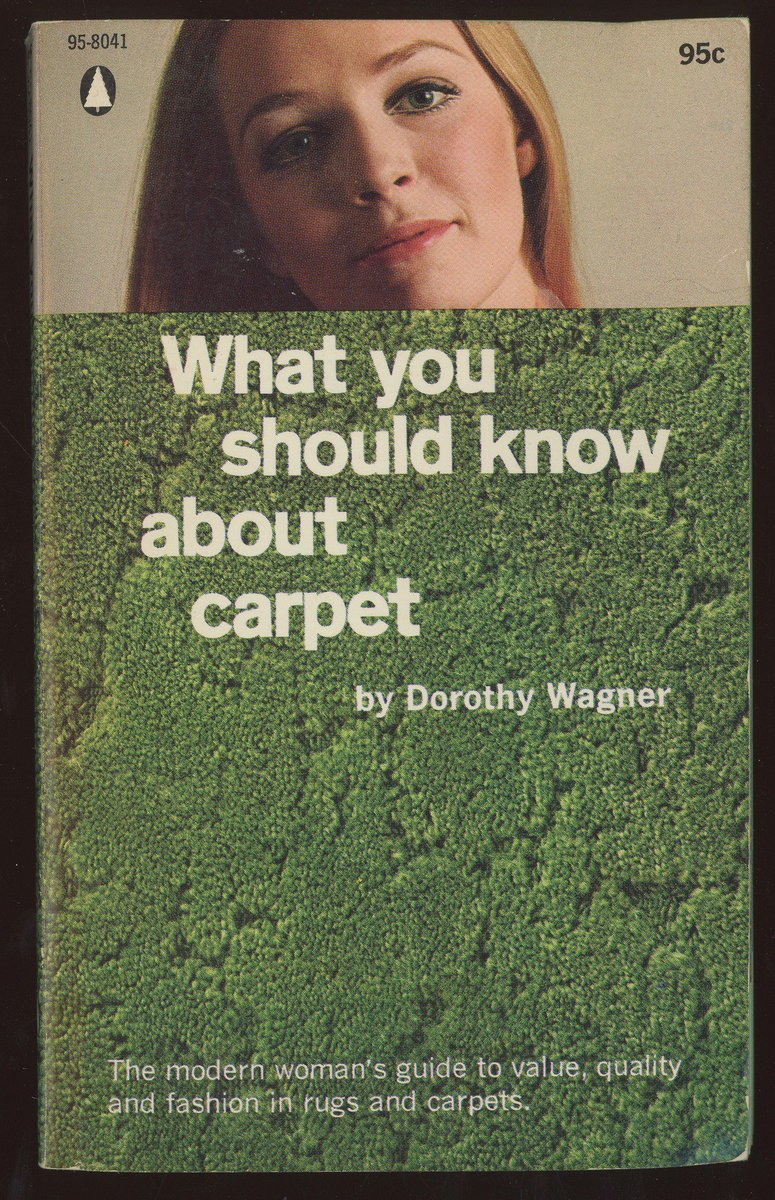 95-8041
95c
What you
should know
about
carpet
by Dorothy Wagner
The modern woman's guide to value, quality
and fashion in rugs and carpets.